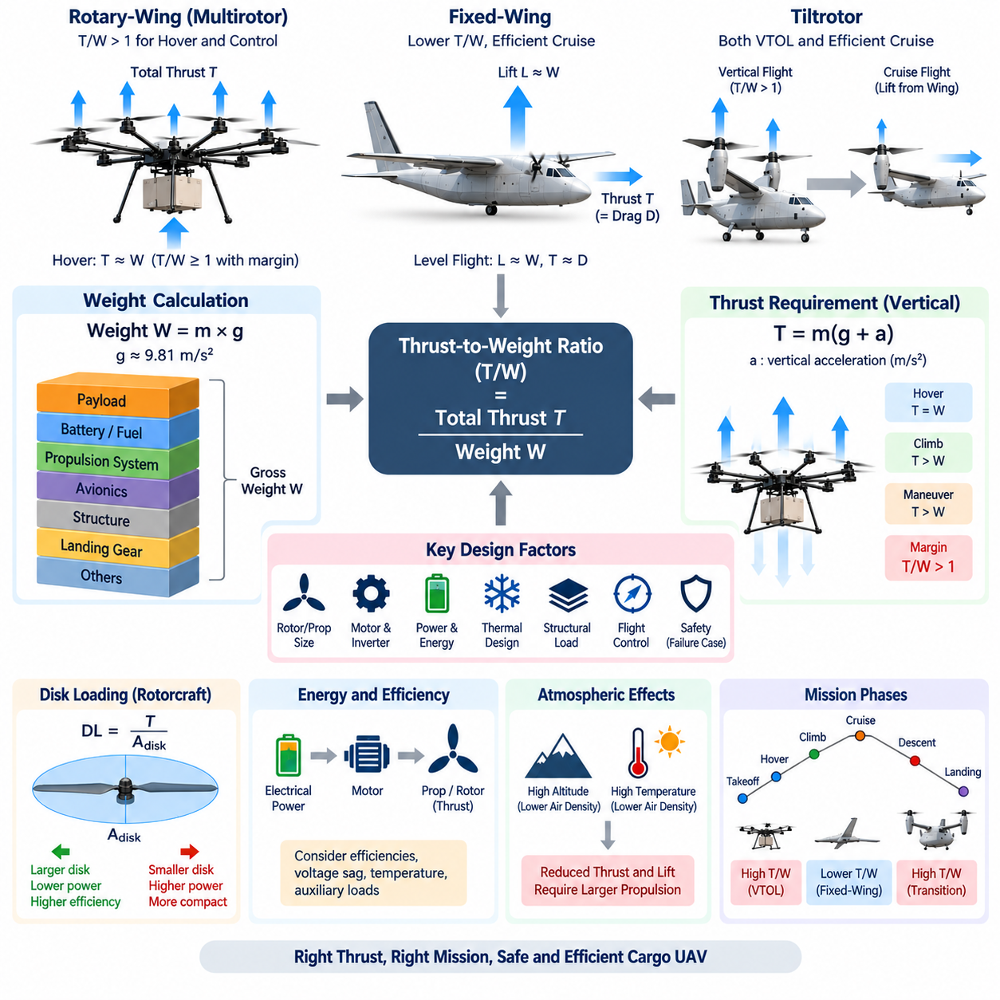 Rotary-Wing (Multirotor)
T/W > 1 for Hover and Control
Total Thrust T
Hover: T ≈ W (T/W ≥ 1 with margin)
Fixed-Wing
Lower T/W, Efficient Cruise
Lift L ≈ W
Thrust T
(= Drag D)
Level Flight: L ≈ W, T ≈ D
Tiltrotor
Both VTOL and Efficient Cruise
Vertical Flight
(T/W > 1)
Cruise Flight
(Lift from Wing)
Weight Calculation
Weight W = m × g
g ≈ 9.81 m/s²
Payload
Battery / Fuel
Propulsion System
Avionics
Structure
Landing Gear
Others
Gross
Weight W
Thrust-to-Weight Ratio
(T/W)
=
Total Thrust T
Weight W
Thrust Requirement (Vertical)
T = m(g + a)
a : vertical acceleration (m/s²)
Hover
T = W
Climb
T > W
Maneuver
T > W
Margin
T/W > 1
Key Design Factors
Rotor/Prop
Size
Motor &
Inverter
Power &
Energy
Thermal
Design
Structural
Load
Flight
Control
Safety
(Failure Case)
Disk Loading (Rotorcraft)
DL = T
A_disk
A_disk
Larger disk
Lower power
Higher efficiency
Smaller disk
Higher power
More compact
Energy and Efficiency
Electrical
Power
Motor
Prop / Rotor
(Thrust)
Consider efficiencies,
voltage sag, temperature,
auxiliary loads
Atmospheric Effects
High Altitude
(Lower Air Density)
High Temperature
(Lower Air Density)
Reduced Thrust and Lift
Require Larger Propulsion
Mission Phases
Takeoff
Hover
Climb
Cruise
Descent
Landing
High T/W
(VTOL)
Lower T/W
(Fixed-Wing)
High T/W
(Transition)
Right Thrust, Right Mission, Safe and Efficient Cargo UAV